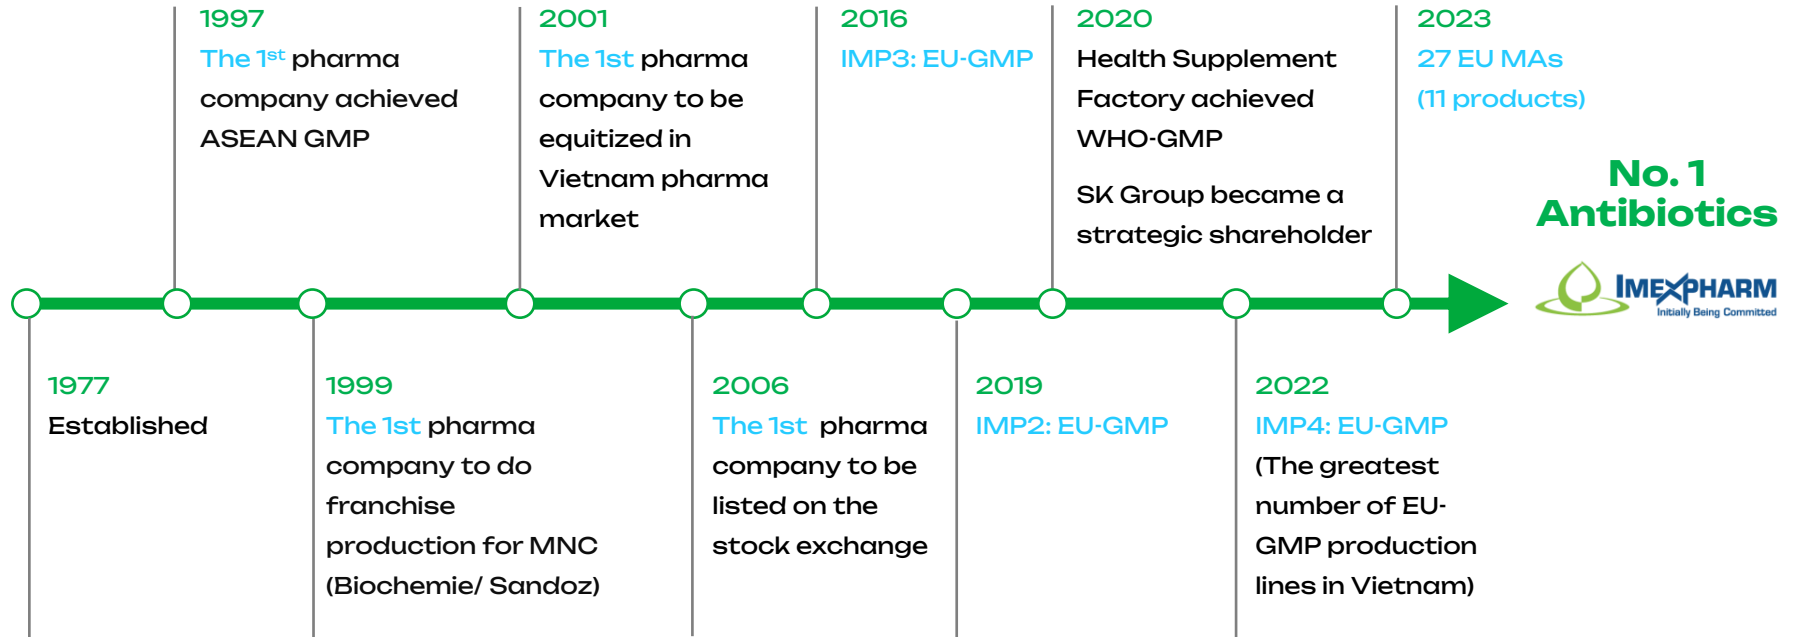 1997
The 1st pharma
company achieved
ASEAN GMP
2001
The 1st pharma
company to be
equitized in
Vietnam pharma
market
2016
IMP3: EU-GMP
2020
Health Supplement
Factory achieved
WHO-GMP
SK Group became a
strategic shareholder
2023
27 EU MAs
(11 products)
No. 1
Antibiotics
IMEXPHARM
Initially Being Committed
1977
Established
1999
The 1st pharma
company to do
franchise
production for MNC
(Biochemie/ Sandoz)
2006
The 1st pharma
company to be
listed on the
stock exchange
2019
IMP2: EU-GMP
2022
IMP4: EU-GMP
(The greatest
number of EU-
GMP production
lines in Vietnam)